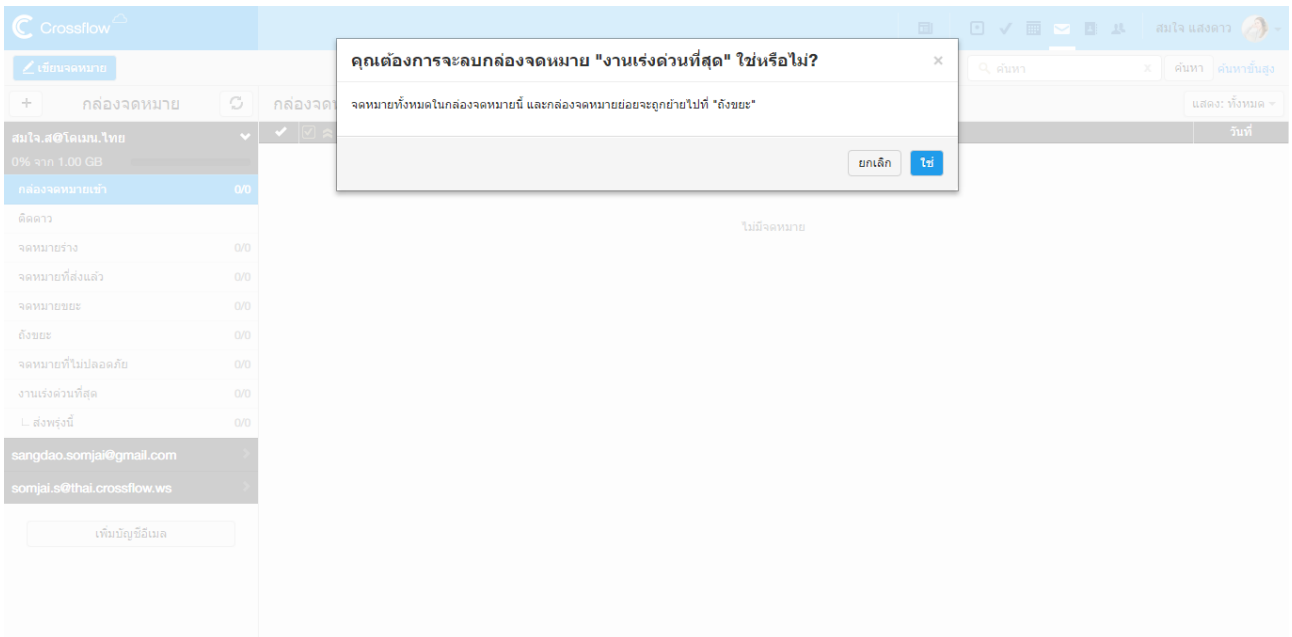 Crossflow
สมใจ แสงดาว
เขียนจดหมาย
ค้นหา
x
ค้นหา
ค้นหาขั้นสูง
+
กล่องจดหมาย
กล่องจด
แสดง: ทั้งหมด
คุณต้องการจะลบกล่องจดหมาย "งานเร่งด่วนที่สุด" ใช่หรือไม่?
×
จดหมายทั้งหมดในกล่องจดหมายนี้ และกล่องจดหมายย่อยจะถูกย้ายไปที่ "ถังขยะ"
ยกเลิก
ใช่
สมใจ.ส@โดเมน.ไทย
วันที่
0% จาก 1.00 GB
กล่องจดหมายเข้า 0/0
ติดดาว
ไม่มีจดหมาย
จดหมายร่าง 0/0
จดหมายที่ส่งแล้ว 0/0
จดหมายขยะ 0/0
ถังขยะ 0/0
จดหมายที่ไม่ปลอดภัย 0/0
งานเร่งด่วนที่สุด 0/0
ส่งพรุ่งนี้ 0/0
sangdao.somjai@gmail.com
somjai.s@thai.crossflow.ws
เพิ่มบัญชีอีเมล